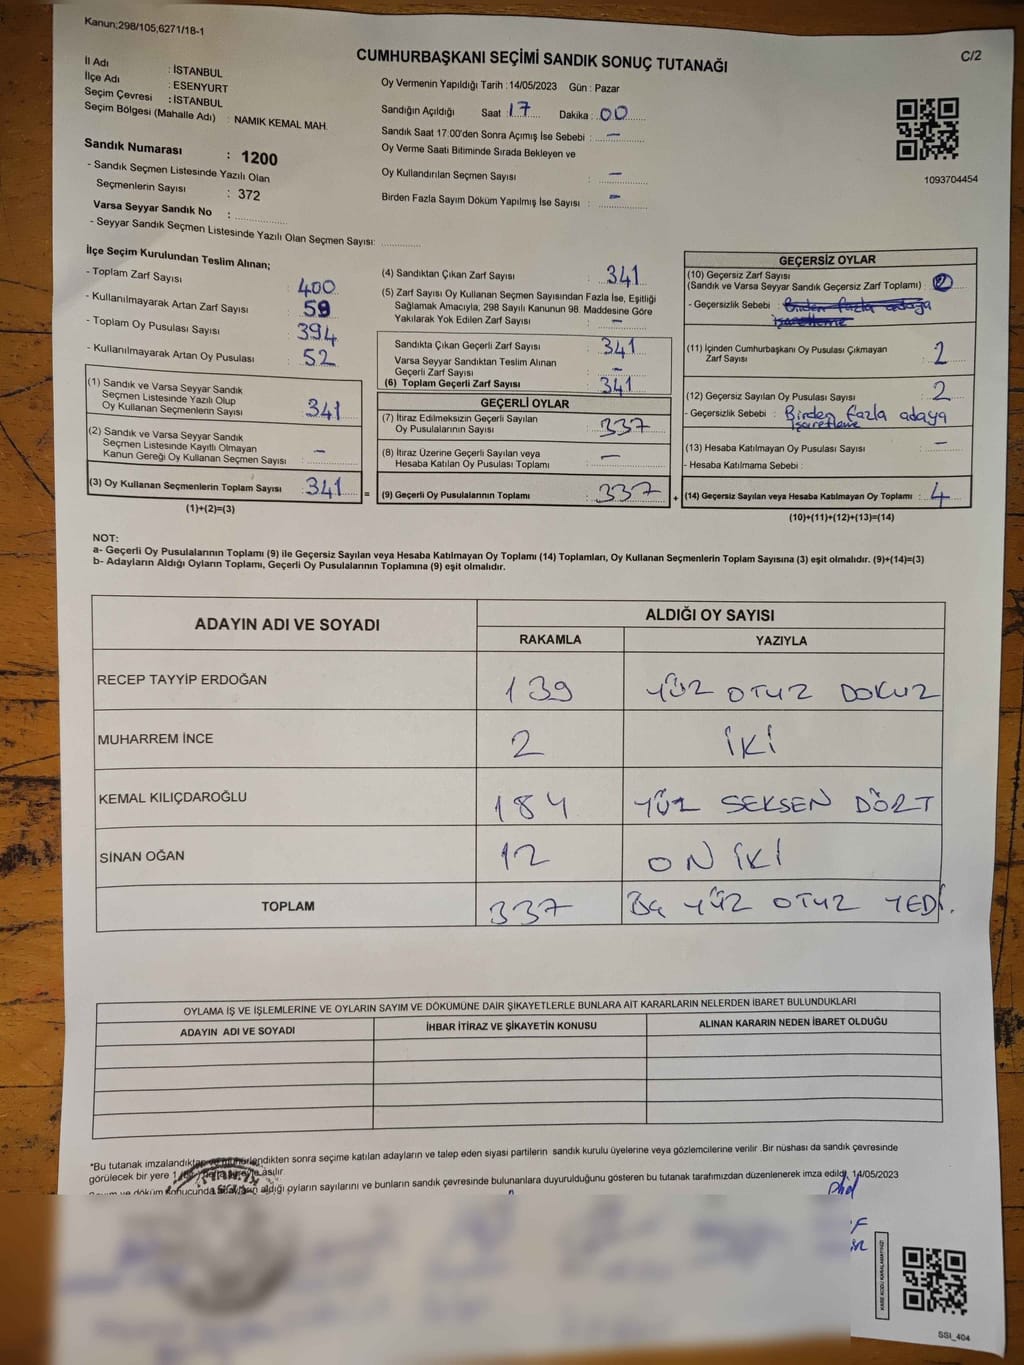 Kanun;298/105,6271/18-1
C/2
CUMHURBAŞKANI SEÇİMİ SANDIK SONUÇ TUTANAĞI
İl Adı : İSTANBUL
İlçe Adı : ESENYURT
Seçim Çevresi : İSTANBUL
Seçim Bölgesi (Mahalle Adı) : NAMIK KEMAL MAH.
Sandık Numarası : 1200
- Sandık Seçmen Listesinde Yazılı Olan
Seçmenlerin Sayısı : 372
Varsa Seyyar Sandık No :
- Seyyar Sandık Seçmen Listesinde Yazılı Olan Seçmen Sayısı:
Oy Vermenin Yapıldığı Tarih : 14/05/2023 Gün : Pazar
Sandığın Açıldığı Saat : 17 Dakika : 00
Sandık Saat 17:00'den Sonra Açımış İse Sebebi : —
Oy Verme Saati Bitiminde Sırada Bekleyen ve
Oy Kullandırılan Seçmen Sayısı : —
Birden Fazla Sayım Döküm Yapılmış İse Sayısı : —
1093704454
İlçe Seçim Kurulundan Teslim Alınan;
- Toplam Zarf Sayısı : 400
- Kullanılmayarak Artan Zarf Sayısı : 59
- Toplam Oy Pusulası Sayısı : 394
- Kullanılmayarak Artan Oy Pusulası : 52
(1) Sandık ve Varsa Seyyar Sandık
Seçmen Listesinde Yazılı Olup
Oy Kullanan Seçmenlerin Sayısı : 341
(2) Sandık ve Varsa Seyyar Sandık
Seçmen Listesinde Kayıtlı Olmayan
Kanun Gereği Oy Kullanan Seçmen Sayısı : —
(3) Oy Kullanan Seçmenlerin Toplam Sayısı : 341 =
(1)+(2)=(3)
(4) Sandıktan Çıkan Zarf Sayısı : 341
(5) Zarf Sayısı Oy Kullanan Seçmen Sayısından Fazla İse, Eşitliği
Sağlamak Amacıyla, 298 Sayılı Kanunun 98. Maddesine Göre
Yakılarak Yok Edilen Zarf Sayısı : —
Sandıkta Çıkan Geçerli Zarf Sayısı : 341
Varsa Seyyar Sandıktan Teslim Alınan
Geçerli Zarf Sayısı : —
(6) Toplam Geçerli Zarf Sayısı : 341
GEÇERLİ OYLAR
(7) İtiraz Edilmeksizin Geçerli Sayılan
Oy Pusulalarının Sayısı : 337
(8) İtiraz Üzerine Geçerli Sayılan veya
Hesaba Katılan Oy Pusulası Toplamı : —
(9) Geçerli Oy Pusulalarının Toplamı : 337 +
GEÇERSİZ OYLAR
(10) Geçersiz Zarf Sayısı
(Sandık ve Varsa Seyyar Sandık Geçersiz Zarf Toplamı) :
- Geçersizlik Sebebi : Birden fazla adaya
işaretleme
(11) İçinden Cumhurbaşkanı Oy Pusulası Çıkmayan
Zarf Sayısı : 2
(12) Geçersiz Sayılan Oy Pusulası Sayısı : 2
- Geçersizlik Sebebi : Birden fazla adaya
işaretleme
(13) Hesaba Katılmayan Oy Pusulası Sayısı : —
- Hesaba Katılmama Sebebi :
(14) Geçersiz Sayılan veya Hesaba Katılmayan Oy Toplamı : 4
(10)+(11)+(12)+(13)=(14)
NOT:
a- Geçerli Oy Pusulalarının Toplamı (9) ile Geçersiz Sayılan veya Hesaba Katılmayan Oy Toplamı (14) Toplamları, Oy Kullanan Seçmenlerin Toplam Sayısına (3) eşit olmalıdır. (9)+(14)=(3)
b- Adayların Aldığı Oyların Toplamı, Geçerli Oy Pusulalarının Toplamına (9) eşit olmalıdır.
ADAYIN ADI VE SOYADI
ALDIĞI OY SAYISI
RAKAMLA YAZIYLA
RECEP TAYYİP ERDOĞAN 139 YÜZ OTUZ DOKUZ
MUHARREM İNCE 2 İKİ
KEMAL KILIÇDAROĞLU 184 YÜZ SEKSEN DÖRT
SİNAN OĞAN 12 ON İKİ
TOPLAM 337 YÜZ OTUZ YEDİ.
OYLAMA İŞ VE İŞLEMLERİNE VE OYLARIN SAYIM VE DÖKÜMÜNE DAİR ŞİKAYETLERLE BUNLARA AİT KARARLARIN NELERDEN İBARET BULUNDUKLARI
ADAYIN ADI VE SOYADI İHBAR İTİRAZ VE ŞİKAYETİN KONUSU ALINAN KARARIN NEDEN İBARET OLDUĞU
*Bu tutanak imzalandıktan ve mühürlendikten sonra seçime katılan adayların ve talep eden siyasi partilerin sandık kurulu üyelerine veya gözlemcilerine verilir .Bir nüshası da sandık çevresinde
görülecek bir yere asılır.
aldığı oyların sayılarını ve bunların sandık çevresinde bulunanlara duyurulduğunu gösteren bu tutanak tarafımızdan düzenlenerek imza edildi. 14/05/2023
SSI_404